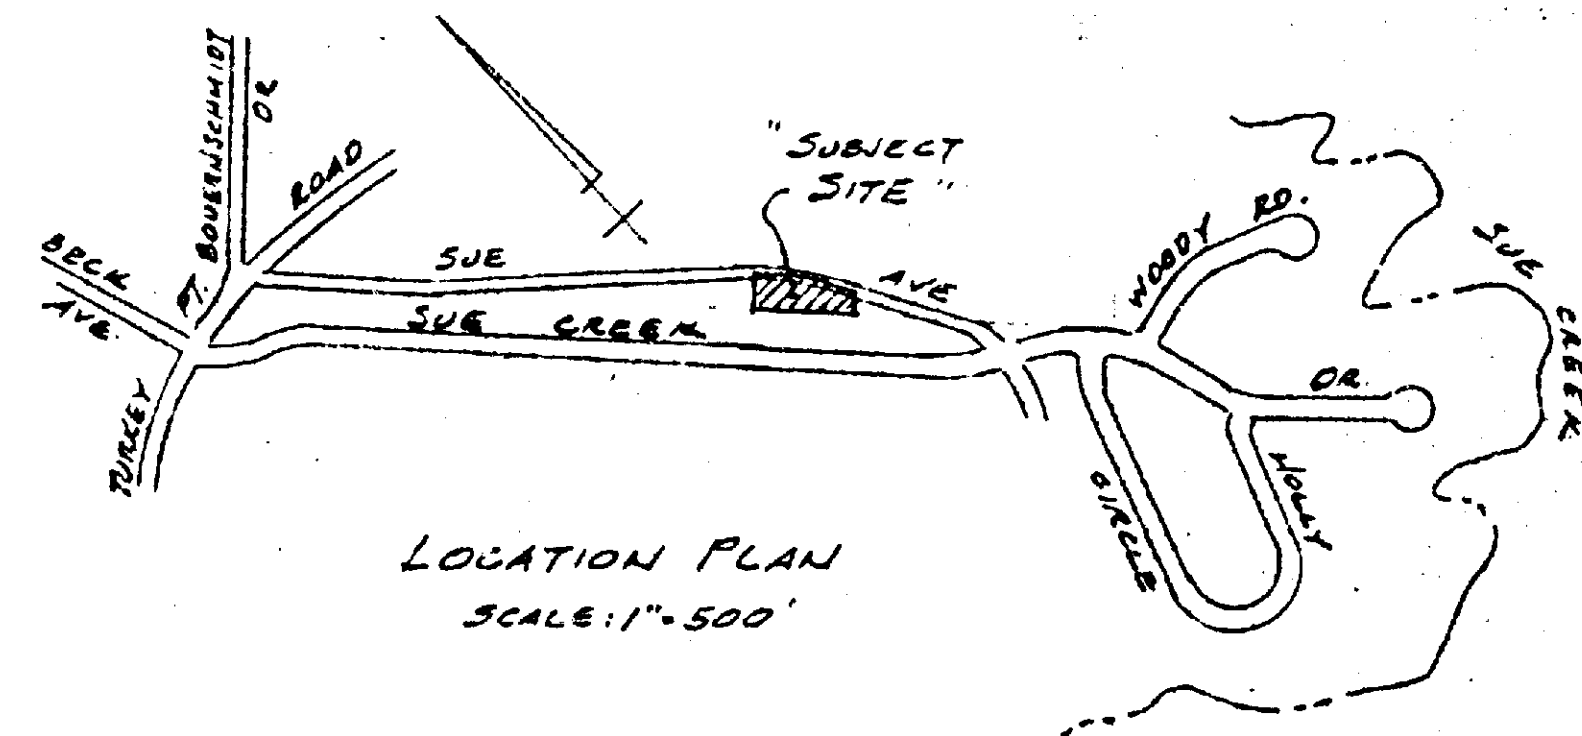 BOUERNSCHMIDT
DR
ROAD
"SUBJECT
SITE"
BECK
AVE.
PT.
SUE
AVE
SUE CREEK
WOODY RD.
SUE
CREEK
DR.
TURKEY
CIRCLE
HOLLY
LOCATION PLAN
SCALE: 1"=500'